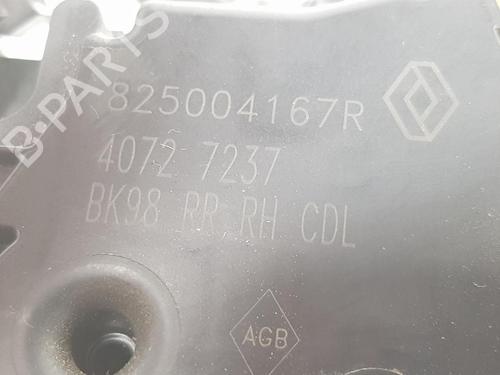 B-PARTS
825004167R
4072 7237
BK98 RR RH CDL
AGB